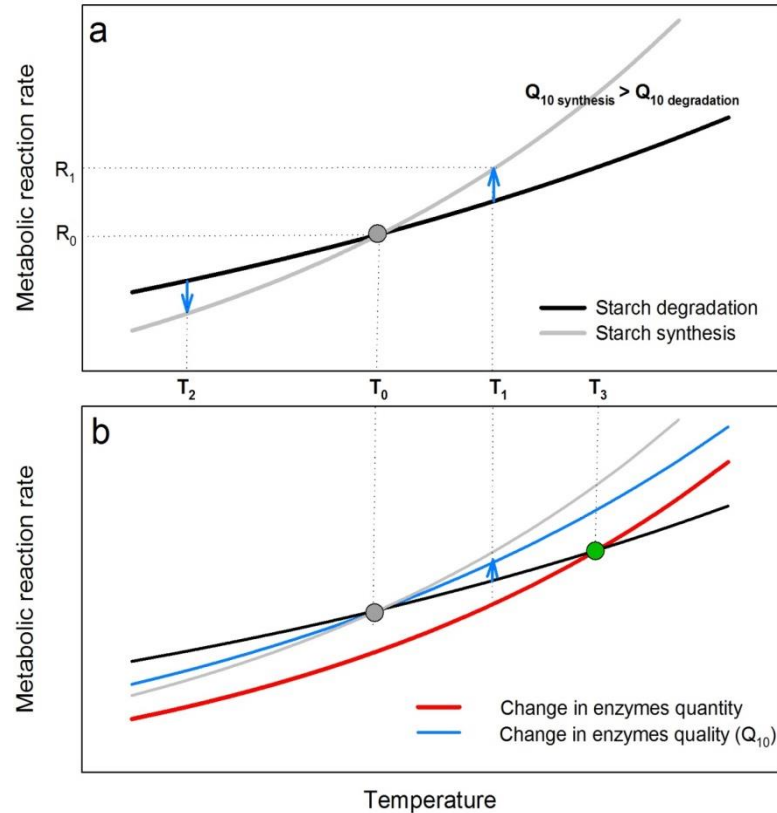 a
Metabolic reaction rate
Q10 synthesis > Q10 degradation
R1
R0
Starch degradation
Starch synthesis
T2 T0 T1 T3
b
Metabolic reaction rate
Change in enzymes quantity
Change in enzymes quality (Q10)
Temperature